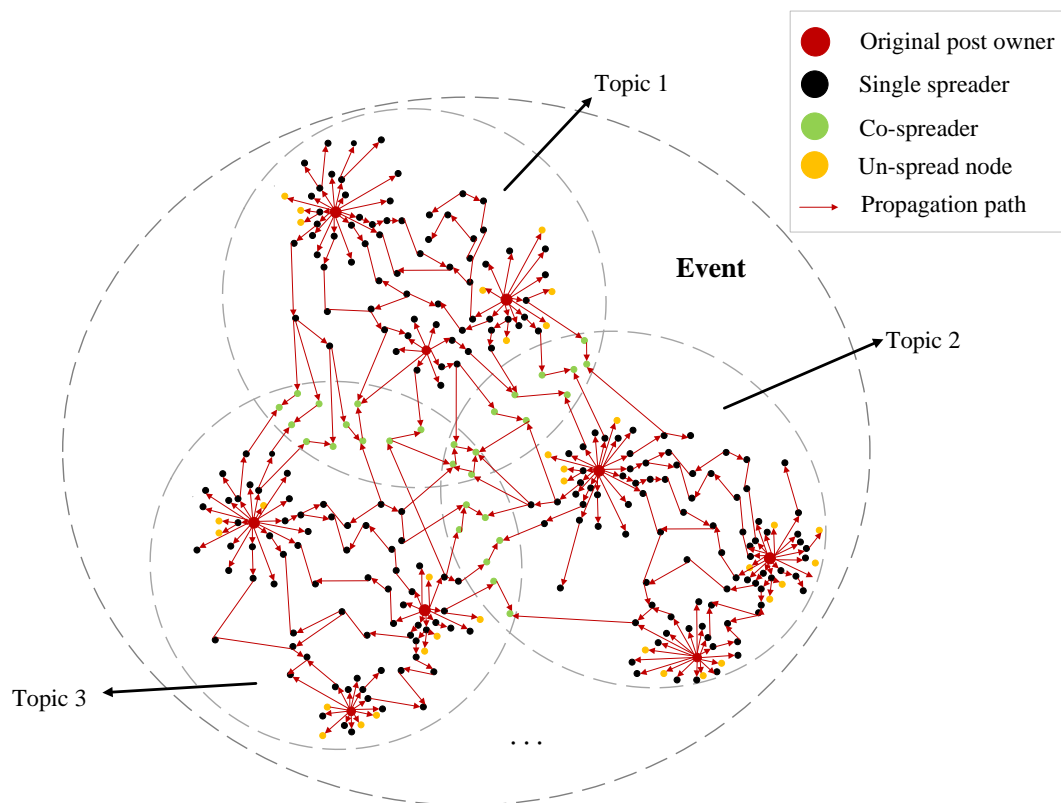 Original post owner
Single spreader
Co-spreader
Un-spread node
Propagation path
Topic 1
Event
Topic 2
Topic 3
...